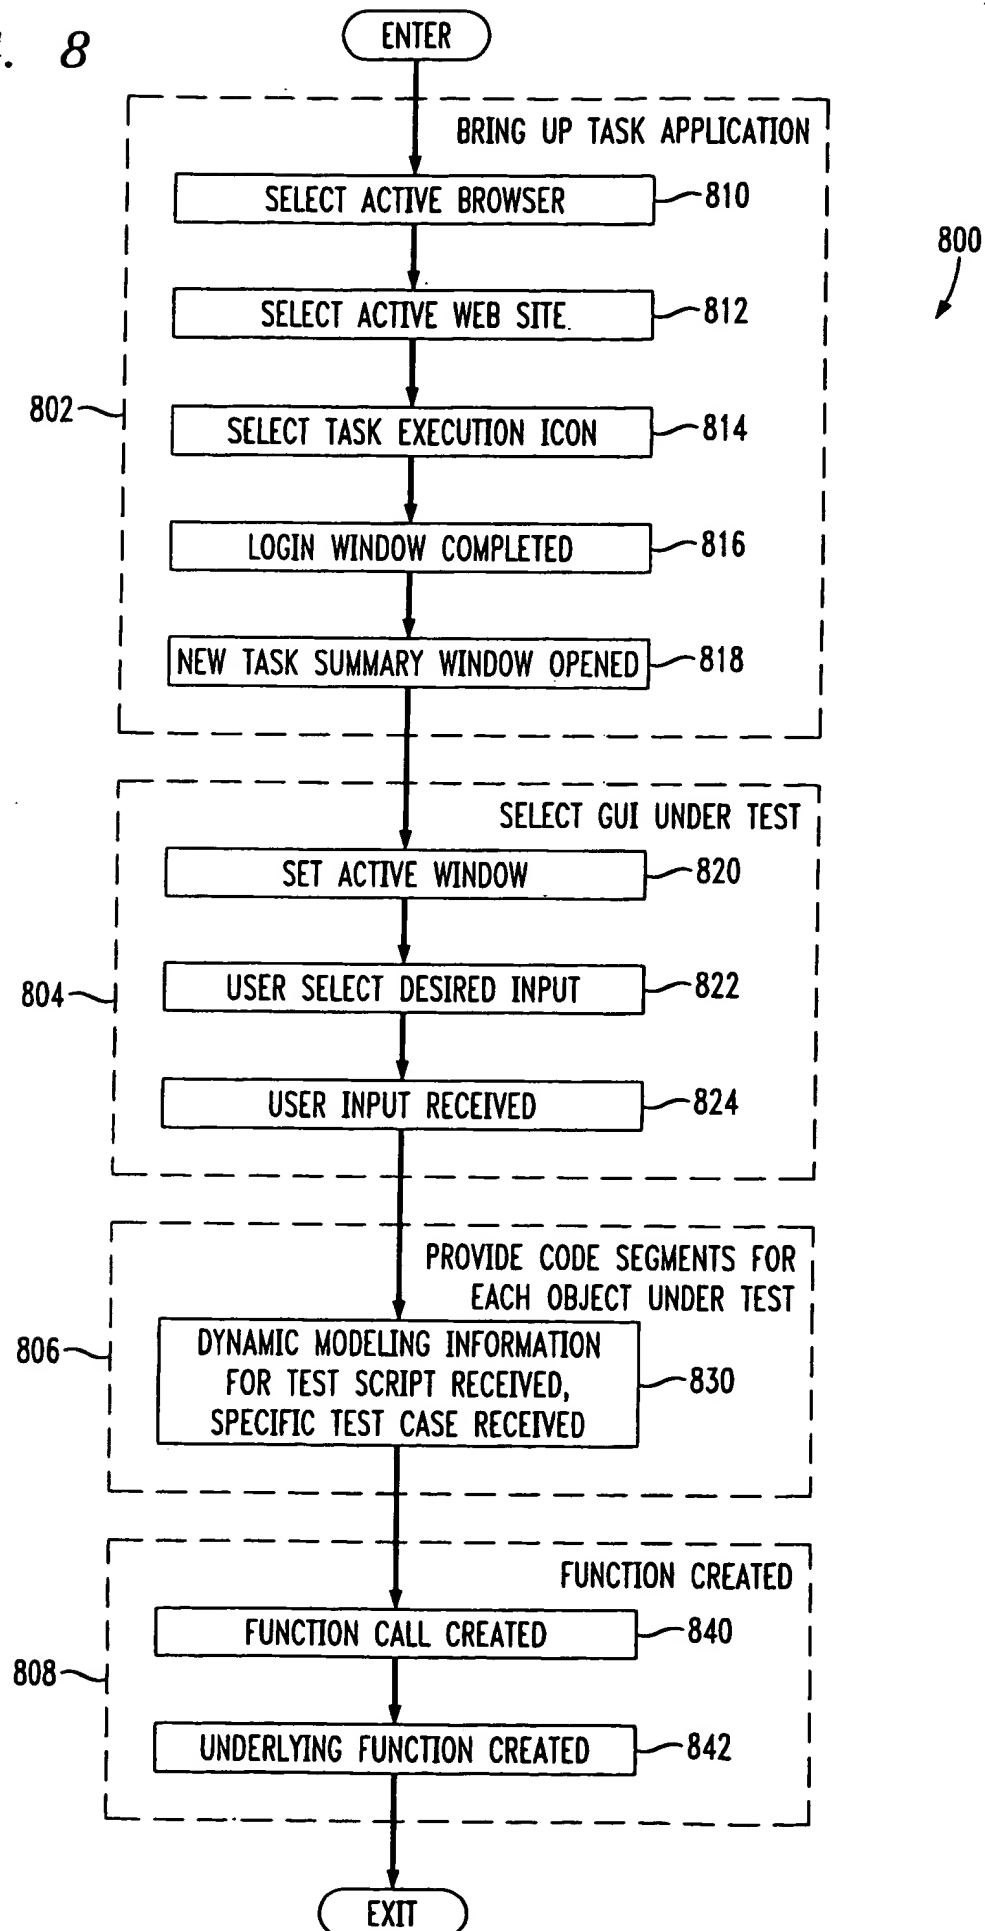 8
ENTER
BRING UP TASK APPLICATION
SELECT ACTIVE BROWSER
810
800
SELECT ACTIVE WEB SITE
812
802
SELECT TASK EXECUTION ICON
814
LOGIN WINDOW COMPLETED
816
NEW TASK SUMMARY WINDOW OPENED
818
SELECT GUI UNDER TEST
SET ACTIVE WINDOW
820
804
USER SELECT DESIRED INPUT
822
USER INPUT RECEIVED
824
PROVIDE CODE SEGMENTS FOR
EACH OBJECT UNDER TEST
806
DYNAMIC MODELING INFORMATION
FOR TEST SCRIPT RECEIVED,
SPECIFIC TEST CASE RECEIVED
830
FUNCTION CREATED
FUNCTION CALL CREATED
840
808
UNDERLYING FUNCTION CREATED
842
EXIT